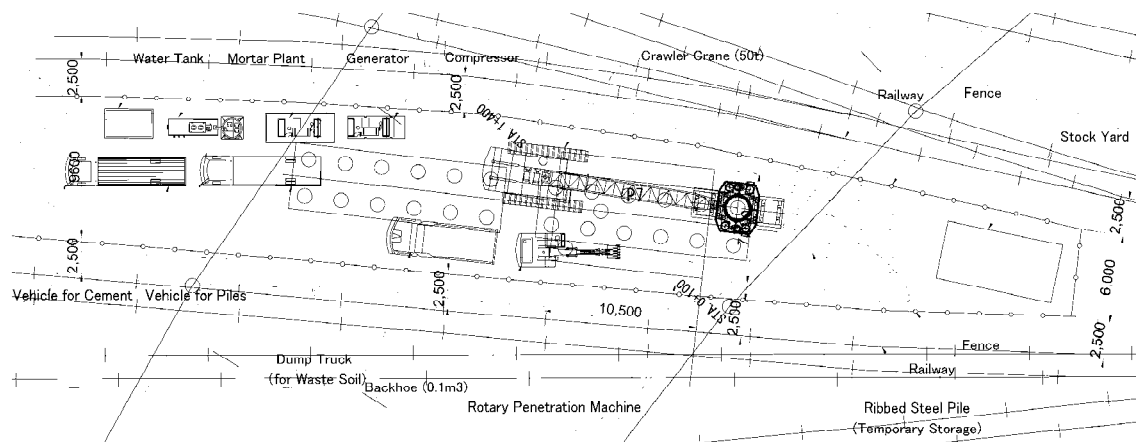 Water Tank Mortar Plant Generator Compressor Crawler Crane (50t)
2,500
2,500
STA 1+400
Railway Fence
Stock Yard
9600
P7
2,500
6,000
2,500
2,500
Vehicle for Cement Vehicle for Piles
2,500
10,500
STA 0+100
2,500
2,500
Fence
Dump Truck
(for Waste Soil)
Railway
Backhoe (0.1m3)
Rotary Penetration Machine
Ribbed Steel Pile
(Temporary Storage)